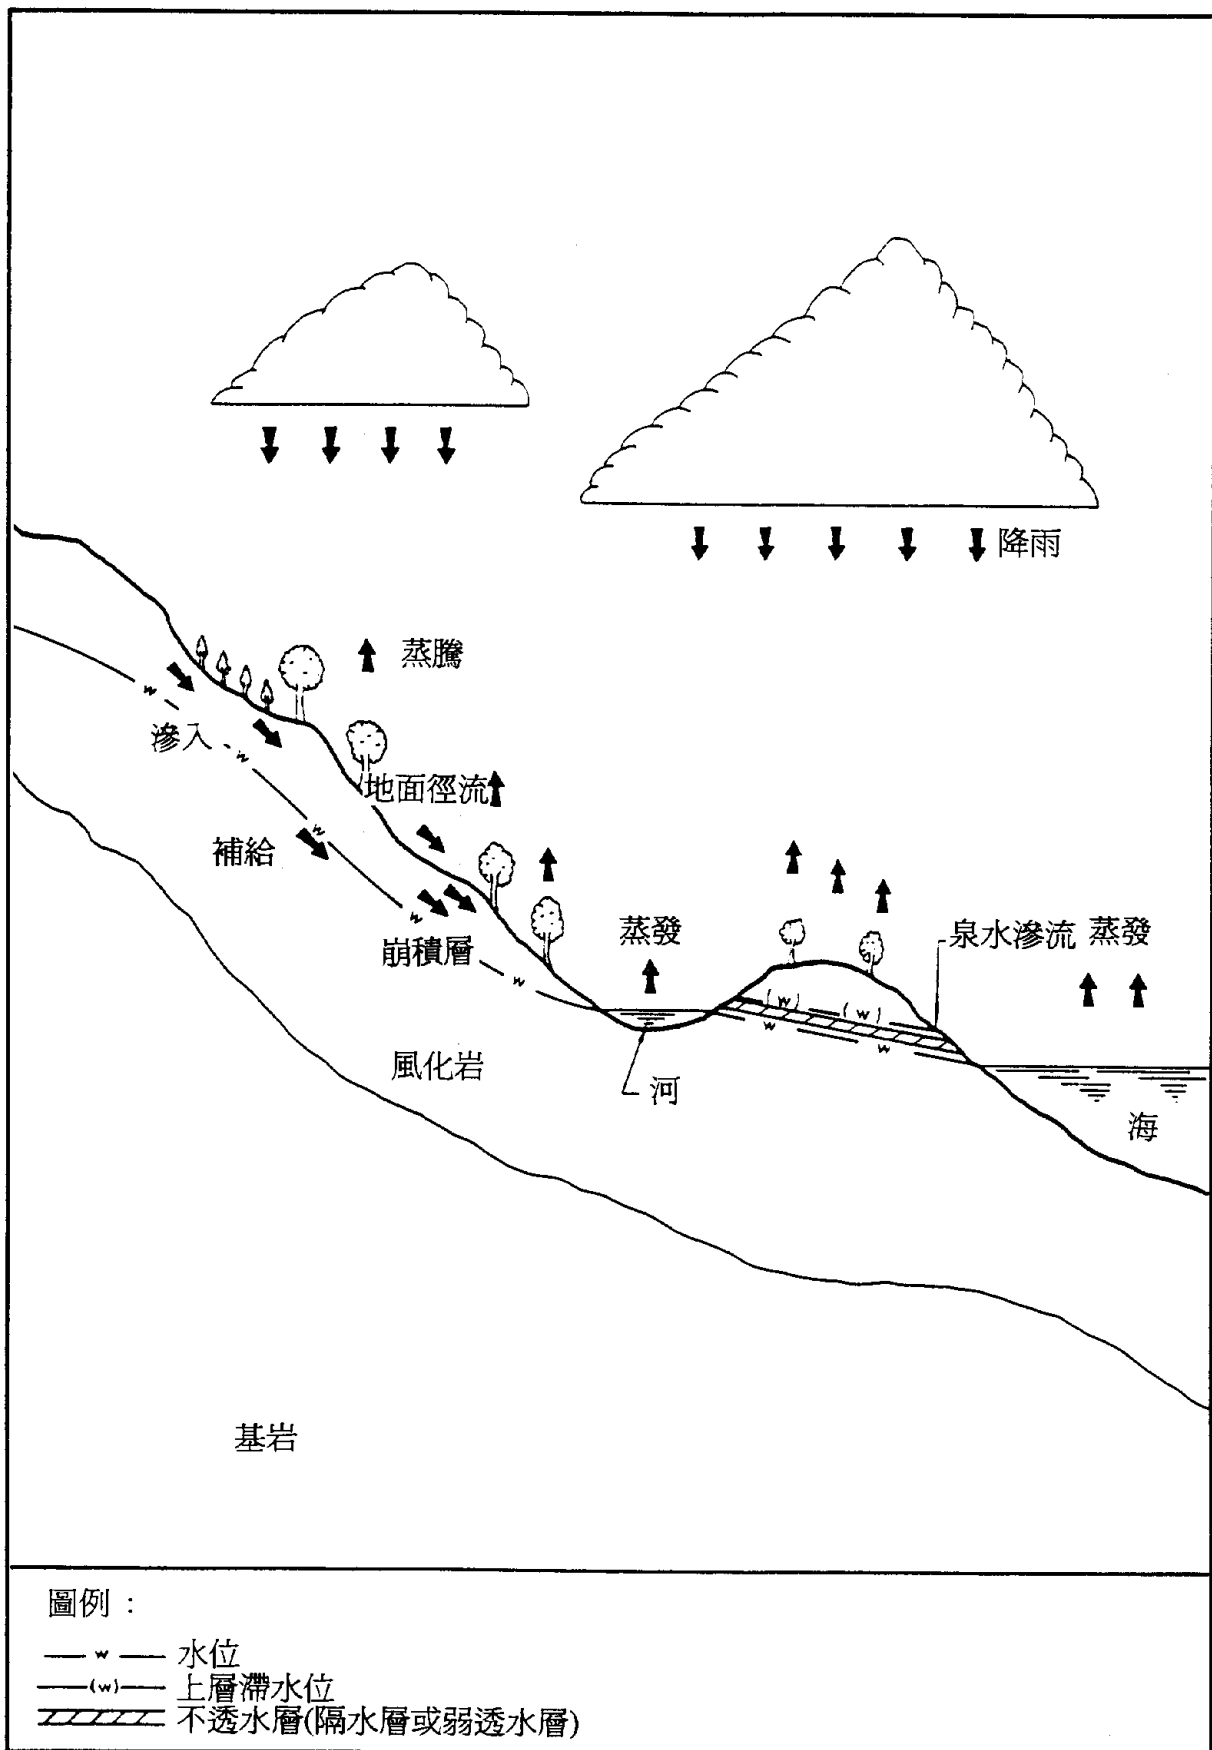 降雨
蒸騰
滲入
地面徑流
補給
崩積層
蒸發
泉水滲流 蒸發
風化岩
河
海
基岩
圖例：
w 水位
(w) 上層滯水位
不透水層(隔水層或弱透水層)
w
w
w
w
w
(w)
(w)
w
w